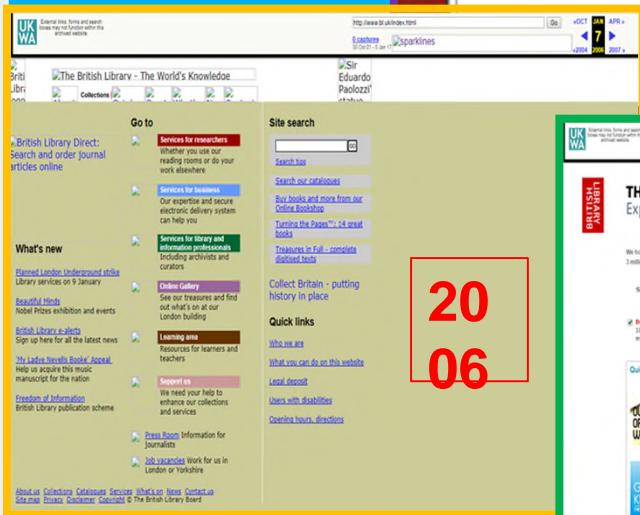 UK
WA
External links, forms and search
boxes may not function within this
archived website.
http://www.bl.uk/index.html
Go
«OCT JAN APR »
0 captures
sparklines
7
«2004 2006 2007 »
The British Library - The World's Knowledge
Sir
Eduardo
Paolozzi'
Collections
British Library Direct:
Search and order journal
articles online
What's new
Planned London Underground strike
Library services on 9 January
Beautiful Minds
Nobel Prizes exhibition and events
British Library e-alerts
Sign up here for all the latest news
'My Ladye Nevells Booke' Appeal
Help us acquire this music
manuscript for the nation
Freedom of Information
British Library publication scheme
Go to
Services for researchers
Whether you use our
reading rooms or do your
work elsewhere
Services for business
Our expertise and secure
electronic delivery system
can help you
Services for library and
information professionals
Including archivists and
curators
Online Gallery
See our treasures and find
out what's on at our
London building
Learning area
Resources for learners and
teachers
Support us
We need your help to
enhance our collections
and services
Press Room Information for
journalists
Job vacancies Work for us in
London or Yorkshire
Site search
GO
Search tips
Search our catalogues
Buy books and more from our
Online Bookshop
Turning the Pages™: 14 great
books
Treasures in Full - complete
digitised texts
Collect Britain - putting
history in place
Quick links
Who we are
What you can do on this website
Legal deposit
Users with disabilities
Opening hours, directions
About us Collections Catalogues Services What's on News Contact us
Site map Privacy Disclaimer Copyright © The British Library Board
20
06
UK
WA
BRITISH
LIBRARY